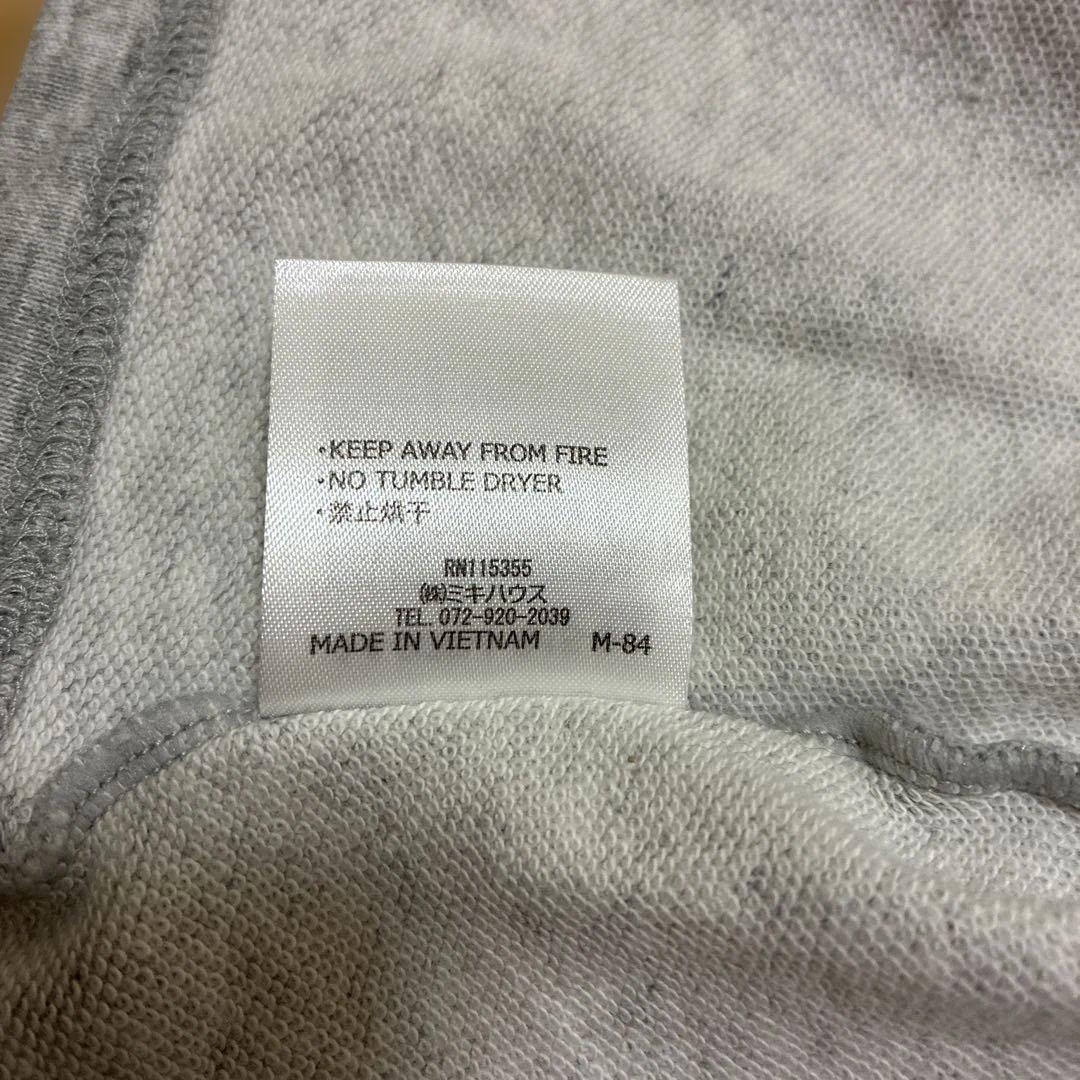 ・KEEP AWAY FROM FIRE
・NO TUMBLE DRYER
・禁止烘干
RN115355
㈱ミキハウス
TEL. 072-920-2039
MADE IN VIETNAM M-84